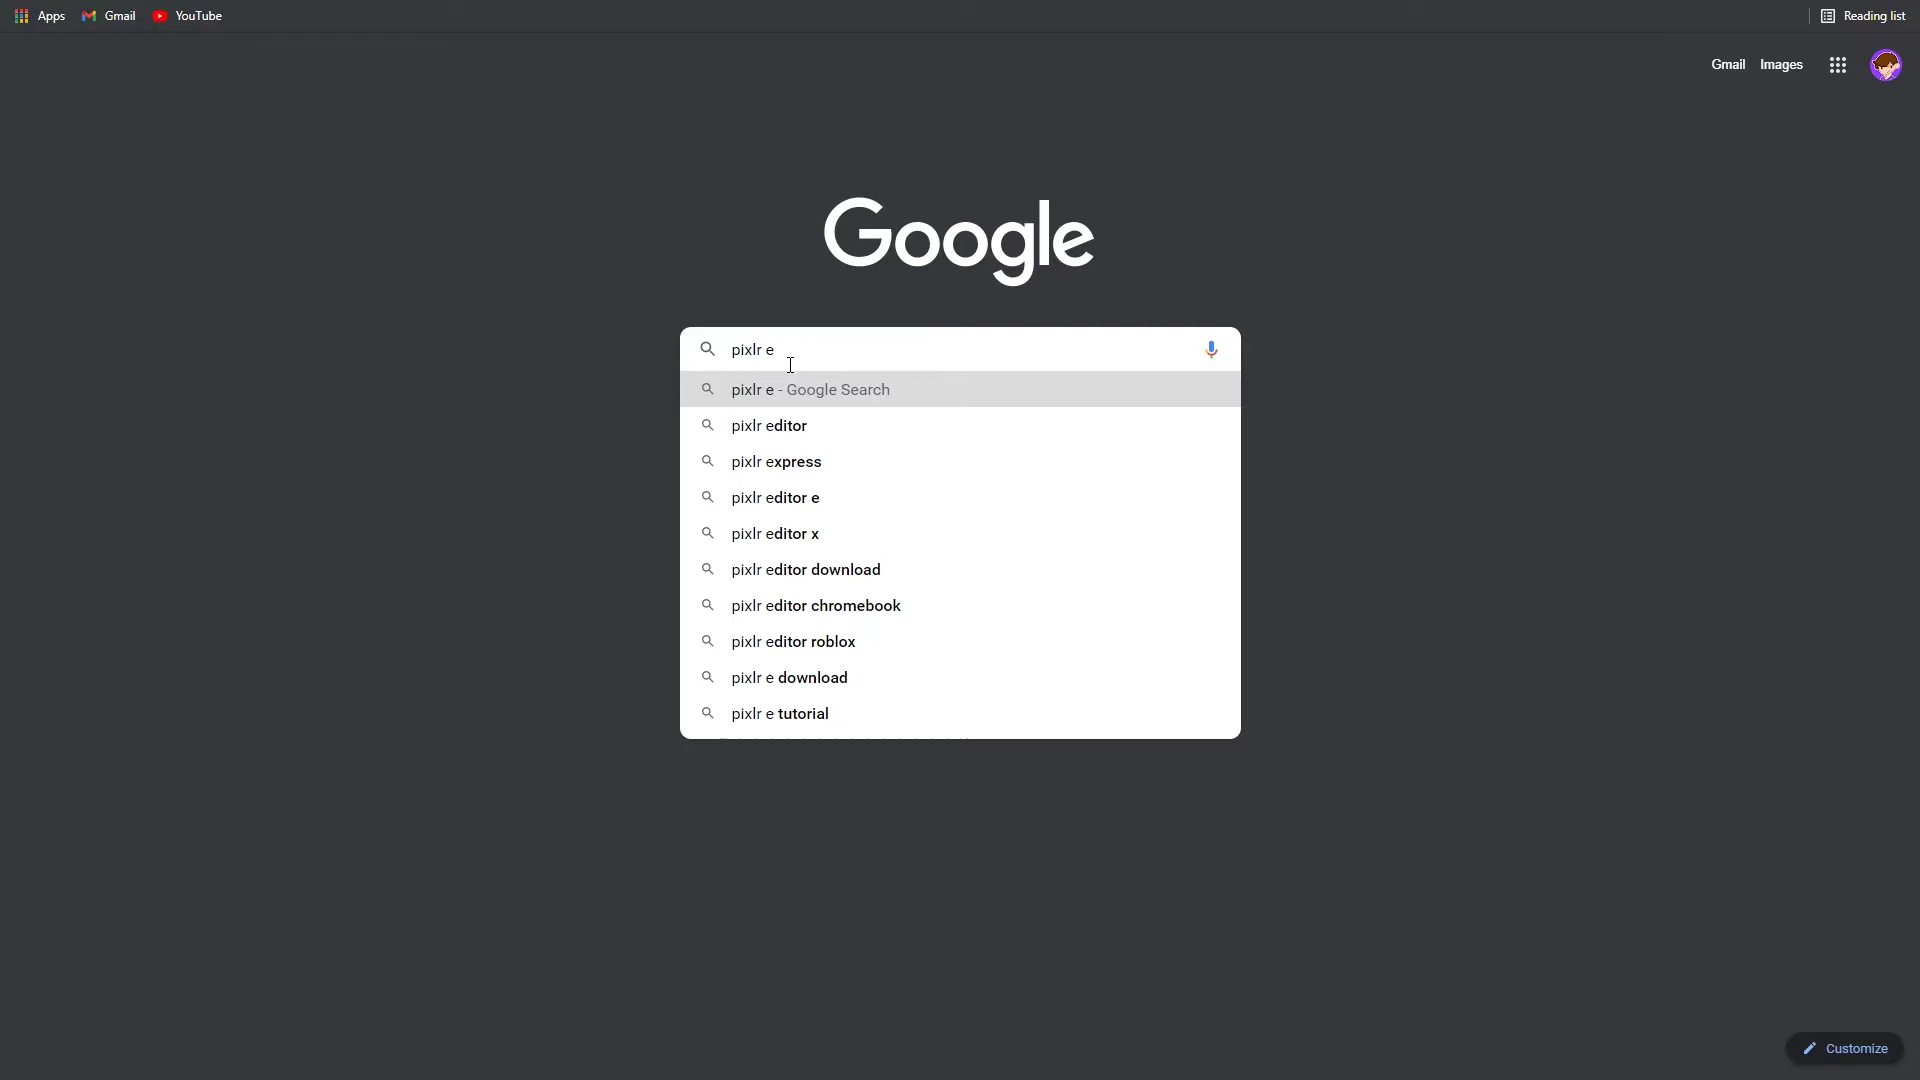 Apps Gmail YouTube Reading list
Gmail Images
Google
pixlr e
pixlr e - Google Search
pixlr editor
pixlr express
pixlr editor e
pixlr editor x
pixlr editor download
pixlr editor chromebook
pixlr editor roblox
pixlr e download
pixlr e tutorial
Customize